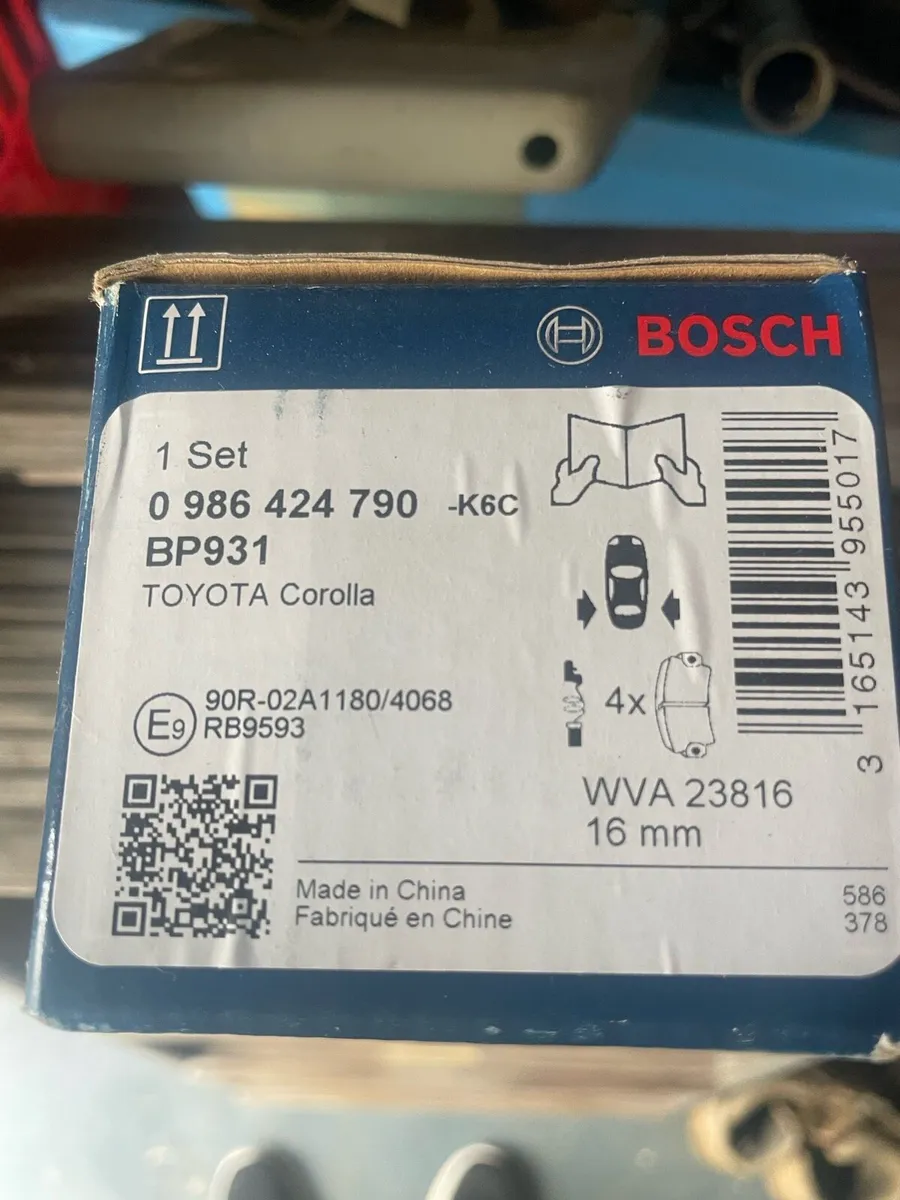 BOSCH
1 Set
0 986 424 790 -K6C
BP931
TOYOTA Corolla
E9
90R-02A1180/4068
RB9593
4x
WVA 23816
16 mm
3 165143 955017
Made in China
Fabriqué en Chine
586
378